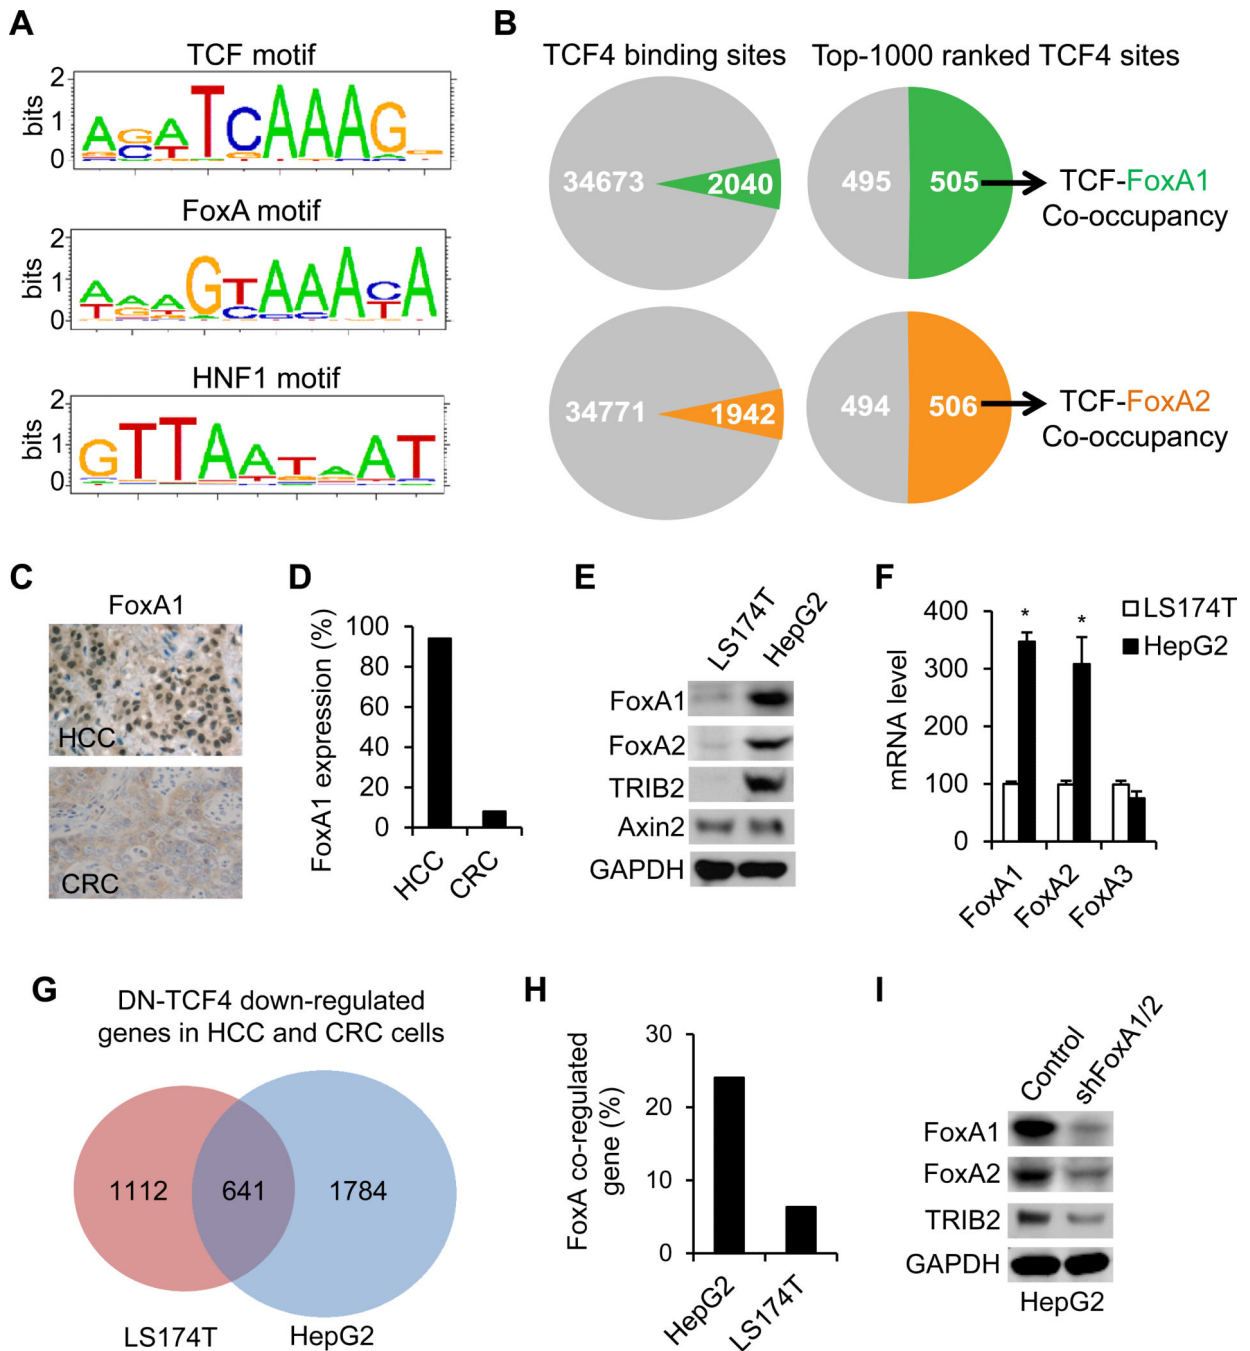 A
TCF motif
2
bits
1
0
FoxA motif
2
bits
1
0
HNF1 motif
2
bits
1
0
B
TCF4 binding sites
Top-1000 ranked TCF4 sites
34673
2040
495
505
TCF-FoxA1
Co-occupancy
34771
1942
494
506
TCF-FoxA2
Co-occupancy
C
FoxA1
HCC
CRC
D
FoxA1 expression (%)
100
80
60
40
20
0
HCC
CRC
E
LS174T
HepG2
FoxA1
FoxA2
TRIB2
Axin2
GAPDH
F
LS174T
HepG2
mRNA level
400
300
200
100
0
*
*
FoxA1
FoxA2
FoxA3
G
DN-TCF4 down-regulated
genes in HCC and CRC cells
1112
641
1784
LS174T
HepG2
H
FoxA co-regulated
gene (%)
30
20
10
0
HepG2
LS174T
I
Control
shFoxA1/2
FoxA1
FoxA2
TRIB2
GAPDH
HepG2